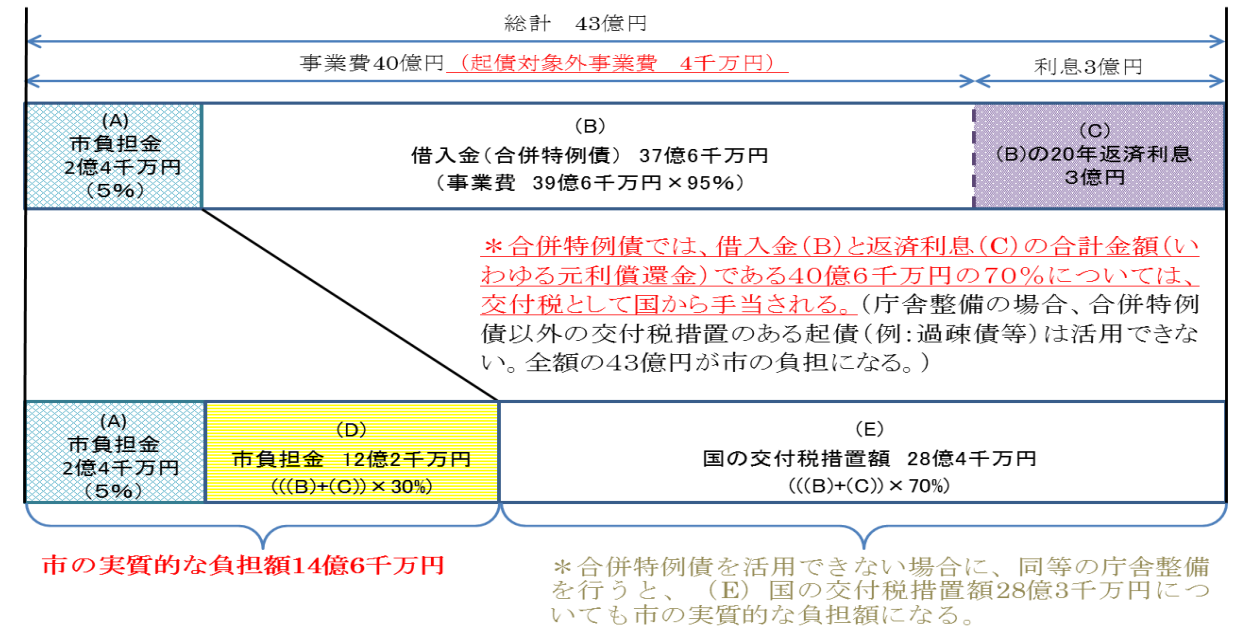 総計 43億円
事業費40億円(起債対象外事業費 4千万円)
利息3億円
(A)
市負担金
2億4千万円
(5%)
(B)
借入金(合併特例債) 37億6千万円
(事業費 39億6千万円×95%)
(C)
(B)の20年返済利息
3億円
*合併特例債では、借入金(B)と返済利息(C)の合計金額(い
わゆる元利償還金)である40億6千万円の70%については、
交付税として国から手当される。(庁舎整備の場合、合併特例
債以外の交付税措置のある起債(例:過疎債等)は活用できな
い。全額の43億円が市の負担になる。)
(A)
市負担金
2億4千万円
(5%)
(D)
市負担金 12億2千万円
(((B)+(C))×30%)
(E)
国の交付税措置額 28億4千万円
(((B)+(C))×70%)
市の実質的な負担額14億6千万円
*合併特例債を活用できない場合に、同等の庁舎整備
を行うと、(E)国の交付税措置額28億3千万円につ
いても市の実質的な負担額になる。